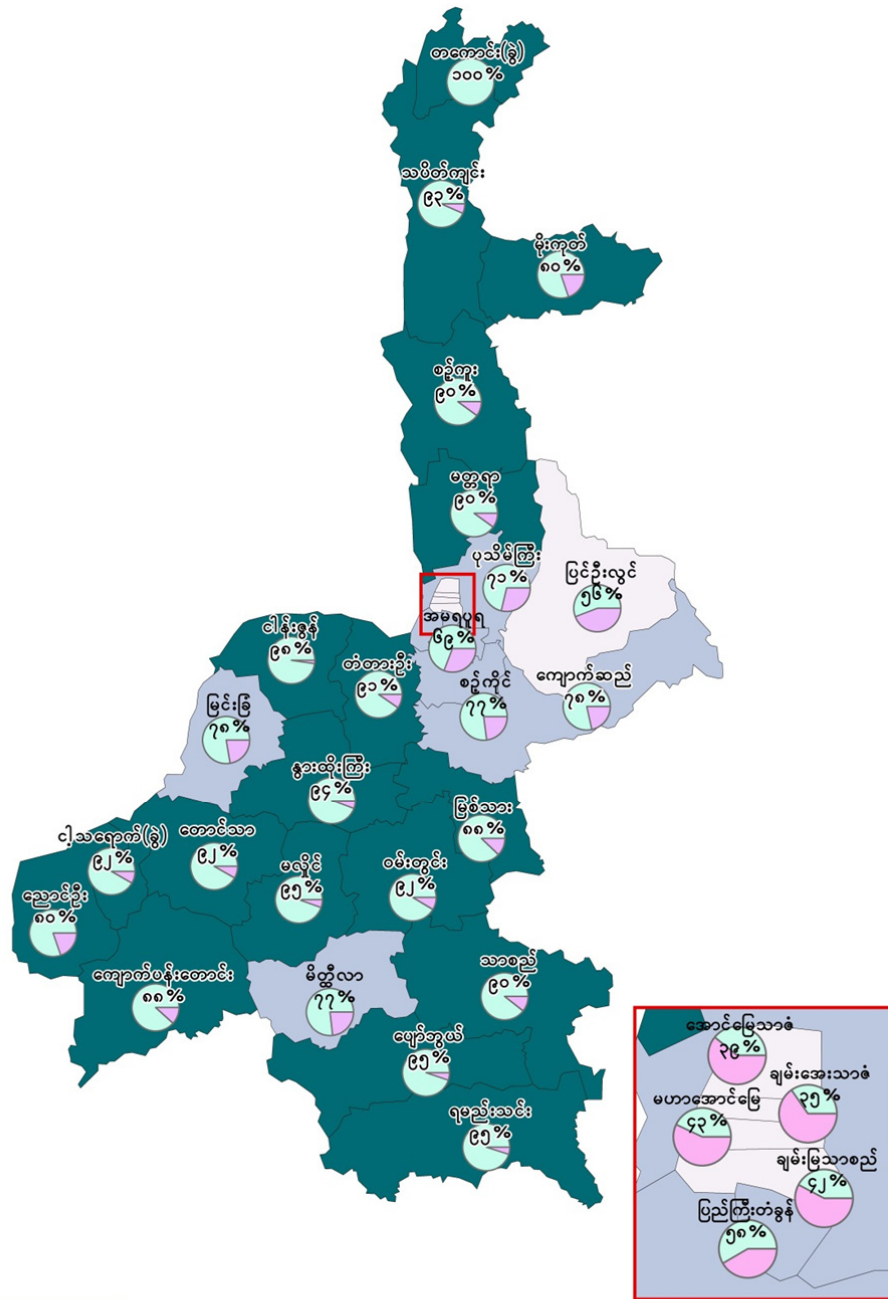 တကောင်း(ခွဲ)
၁၀၀%
သပိတ်ကျင်း
၉၃%
မိုးကုတ်
၈၀%
စဉ့်ကူး
၉၀%
မတ္တရာ
၉၀%
ပုသိမ်ကြီး
၇၁%
ပြင်ဦးလွင်
၅၆%
အမရပူရ
၆၉%
ငါန်းဇွန်
၉၈%
တံတားဦး
၉၁%
စဉ့်ကိုင်
၇၇%
ကျောက်ဆည်
၇၈%
မြင်းခြံ
၇၈%
နွားထိုးကြီး
၉၄%
မြစ်သား
၈၈%
ငါ့သရောက်(ခွဲ)
၉၂%
တောင်သာ
၉၂%
မလှိုင်
၉၅%
ဝမ်းတွင်း
၉၂%
ညောင်ဦး
၈၀%
ကျောက်ပန်းတောင်း
၈၈%
မိတ္ထီလာ
၇၇%
သာစည်
၉၀%
ပျော်ဘွယ်
၉၅%
ရမည်းသင်း
၉၅%
အောင်မြေသာဇံ
၃၉%
ချမ်းအေးသာဇံ
၃၅%
မဟာအောင်မြေ
၄၃%
ချမ်းမြသာစည်
၄၂%
ပြည်ကြီးတံခွန်
၅၈%